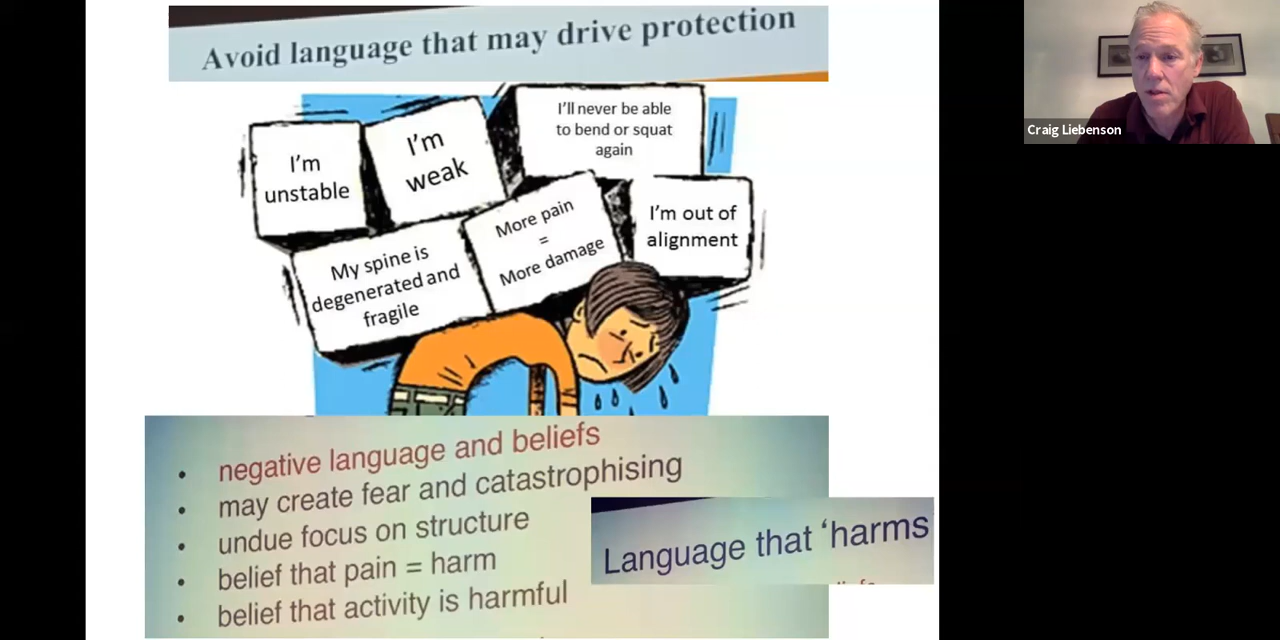 Avoid language that may drive protection
I'm
unstable
I'm
weak
I'll never be able
to bend or squat
again
My spine is
degenerated and
fragile
More pain
=
More damage
I'm out of
alignment
• negative language and beliefs
• may create fear and catastrophising
• undue focus on structure
• belief that pain = harm
• belief that activity is harmful
Language that ‘harms
Craig Liebenson